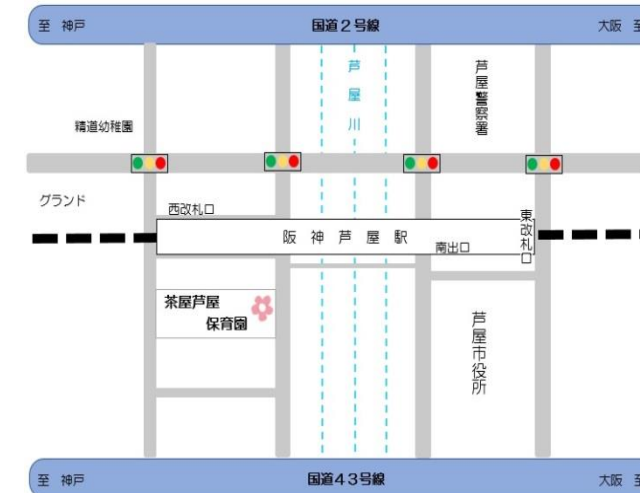 至 神戸
国道2号線
大阪 至
芦屋川
芦屋警察署
精道幼稚園
グランド
西改札口
阪神芦屋駅
南出口
東改札口
茶屋芦屋
保育園
芦屋市役所
至 神戸
国道43号線
大阪 至